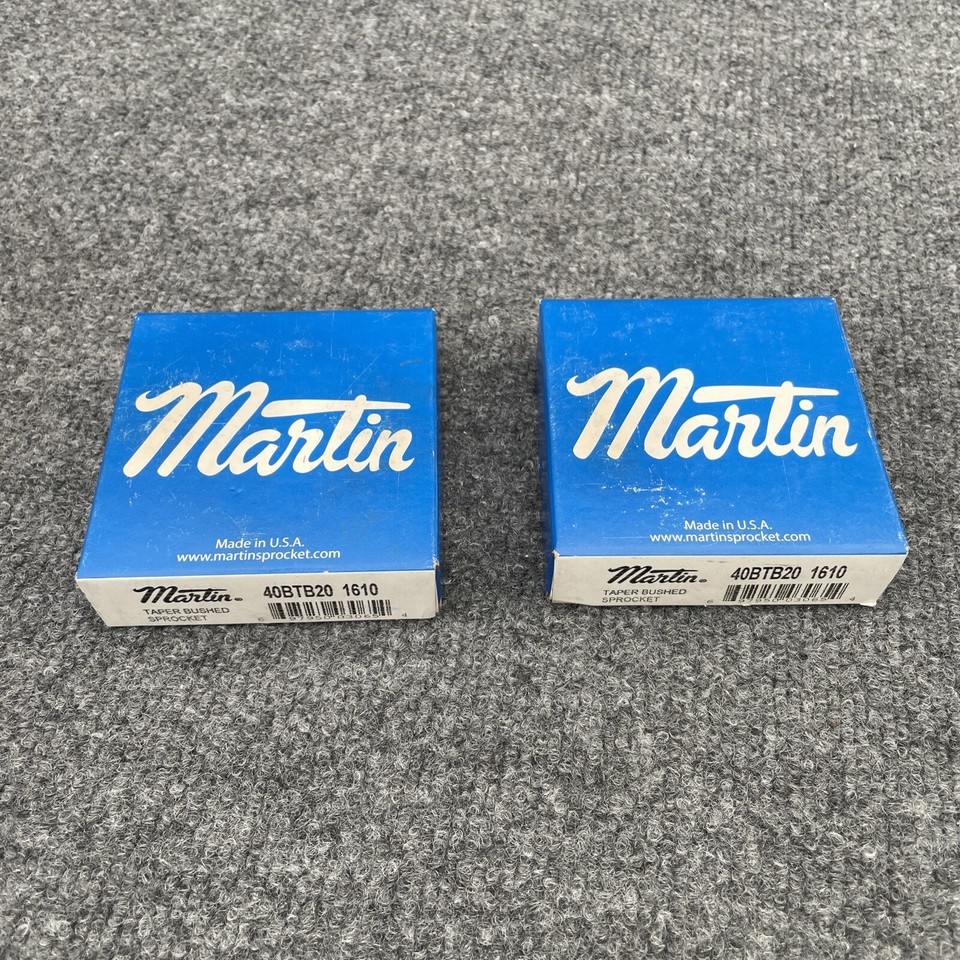 Martin
Made in U.S.A.
www.martinsprocket.com
Martin
40BTB20 1610
TAPER BUSHED
SPROCKET
Martin
Made in U.S.A.
www.martinsprocket.com
Martin
40BTB20 1610
TAPER BUSHED
SPROCKET